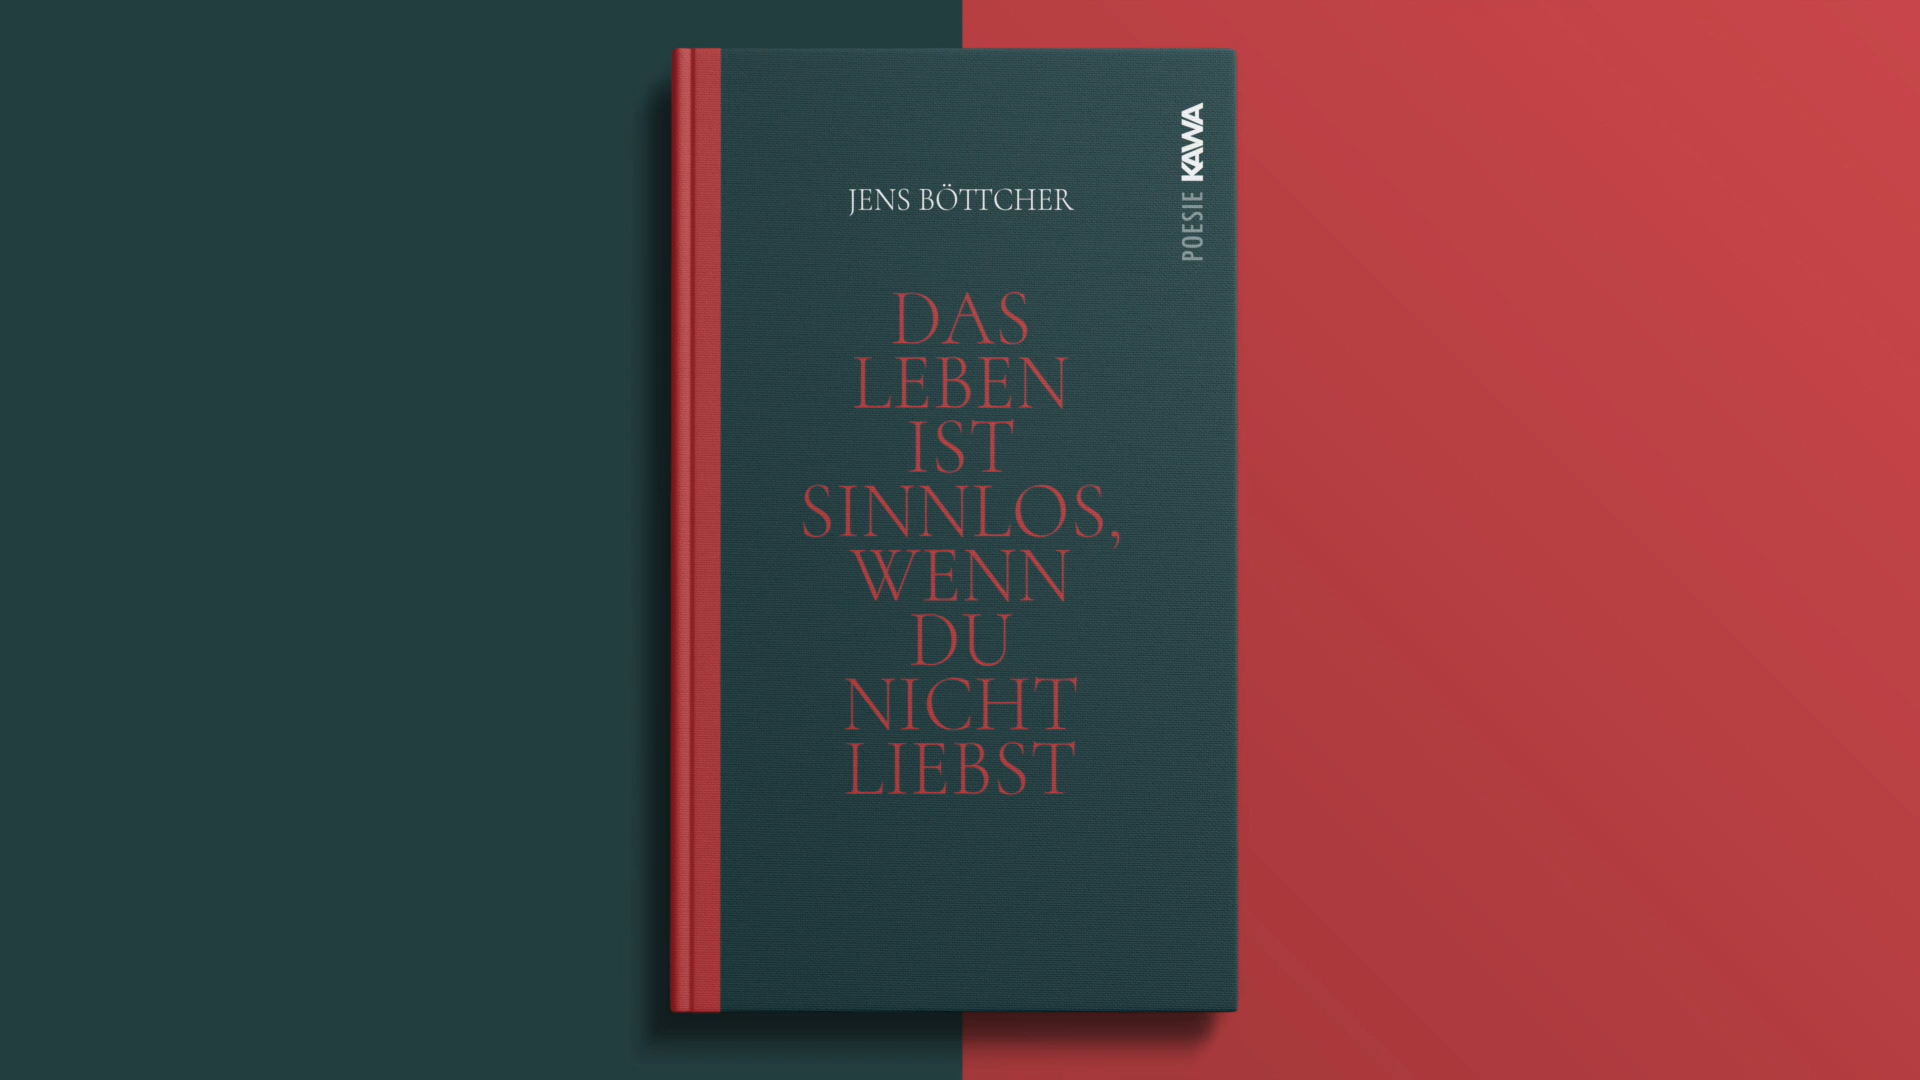 JENS BÖTTCHER
DAS
LEBEN
IST
SINNLOS,
WENN
DU
NICHT
LIEBST
POESIE KAWA